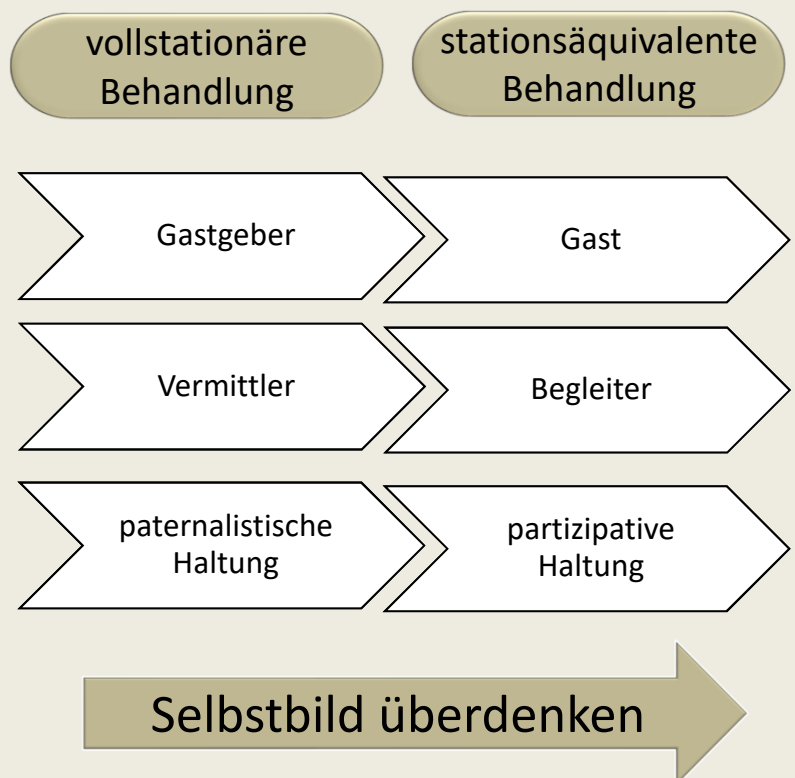 vollstationäre
Behandlung
stationsäquivalente
Behandlung
Gastgeber
Gast
Vermittler
Begleiter
paternalistische
Haltung
partizipative
Haltung
Selbstbild überdenken